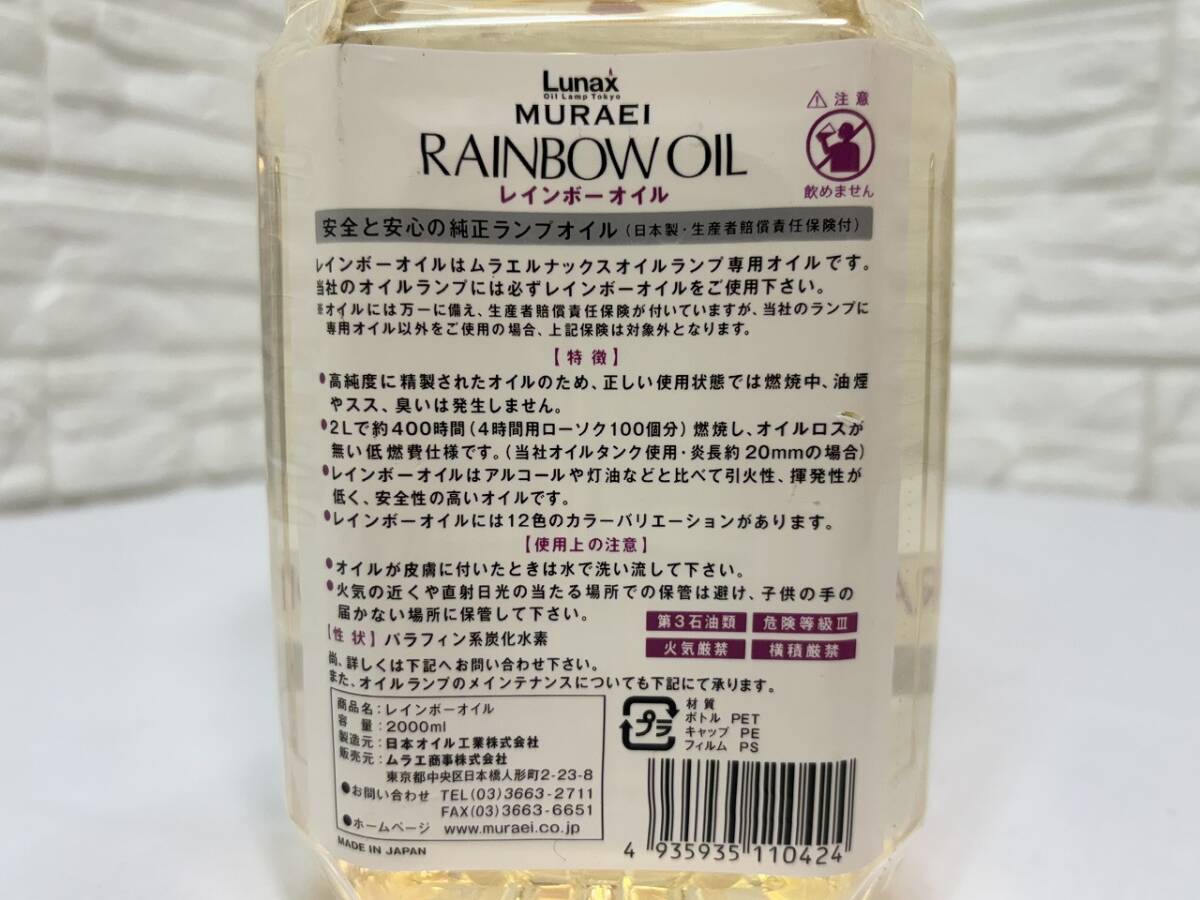 Lunax
Oil Lamp Tokyo
MURAEI
RAINBOW OIL
レインボーオイル
注意
飲めません
安全と安心の純正ランプオイル(日本製・生産者賠償責任保険付)
レインボーオイルはムラエルナックスオイルランプ専用オイルです。
当社のオイルランプには必ずレインボーオイルをご使用下さい。
※オイルには万一に備え、生産者賠償責任保険が付いていますが、当社のランプに
専用オイル以外をご使用の場合、上記保険は対象外となります。
【特徴】
●高純度に精製されたオイルのため、正しい使用状態では燃焼中、油煙
やスス、臭いは発生しません。
●2Lで約400時間(4時間用ローソク100個分)燃焼し、オイルロスが
無い低燃費仕様です。(当社オイルタンク使用・炎長約20mmの場合)
●レインボーオイルはアルコールや灯油などと比べて引火性、揮発性が
低く、安全性の高いオイルです。
●レインボーオイルには12色のカラーバリエーションがあります。
【使用上の注意】
●オイルが皮膚に付いたときは水で洗い流して下さい。
●火気の近くや直射日光の当たる場所での保管は避け、子供の手の
届かない場所に保管して下さい。
第3石油類 危険等級Ⅲ
火気厳禁 横積厳禁
【性状】パラフィン系炭化水素
尚、詳しくは下記へお問い合わせ下さい。
また、オイルランプのメインテナンスについても下記にて承ります。
商品名:レインボーオイル
容量:2000ml
製造元:日本オイル工業株式会社
販売元:ムラエ商事株式会社
東京都中央区日本橋人形町2-23-8
●お問い合わせ TEL(03)3663-2711
FAX(03)3663-6651
●ホームページ www.muraei.co.jp
MADE IN JAPAN
プラ
材質
ボトル PET
キャップ PE
フィルム PS
4 935935 110424